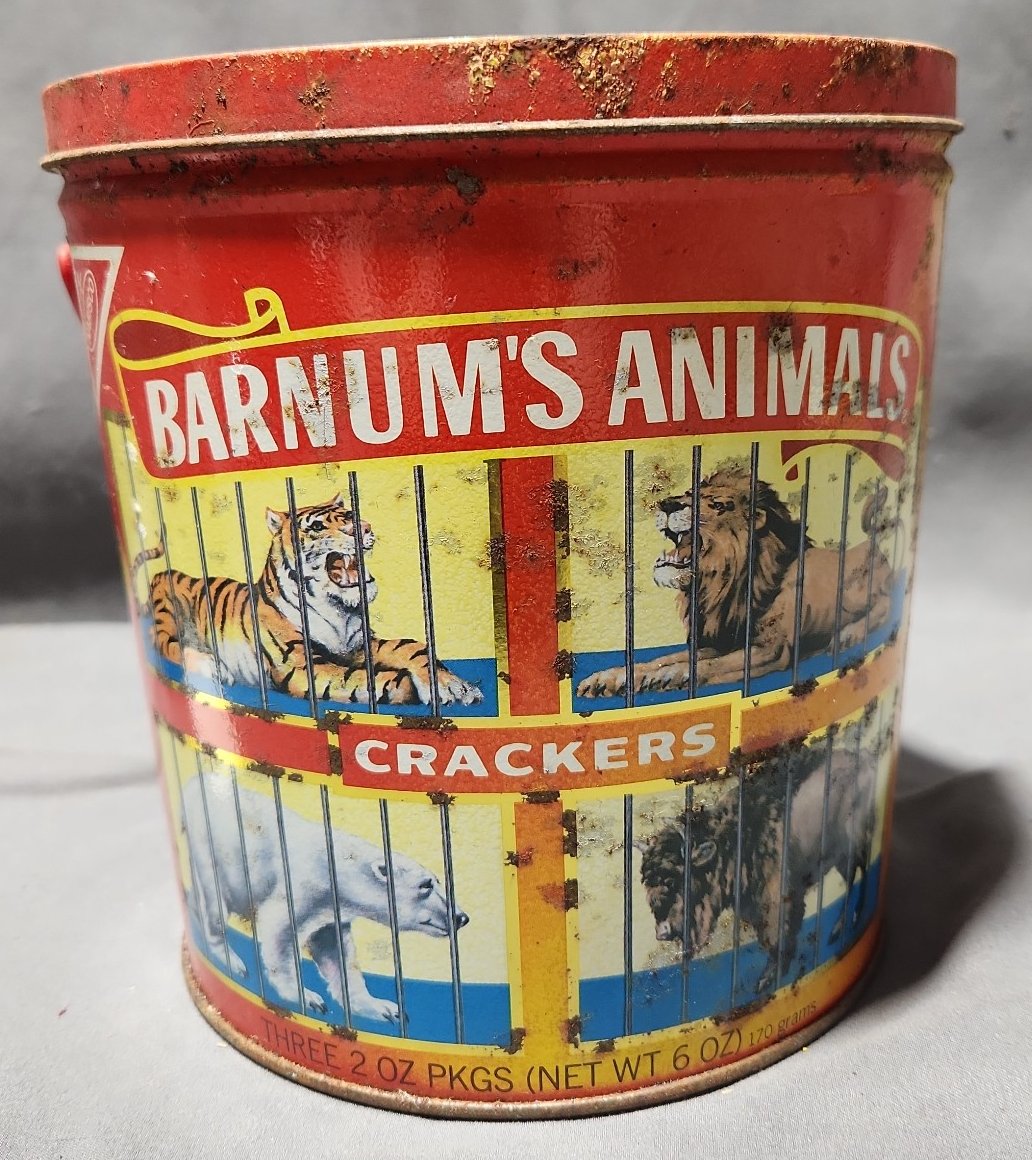 BARNUM'S ANIMALS
CRACKERS
THREE 2 OZ PKGS (NET WT 6 OZ) 170 grams